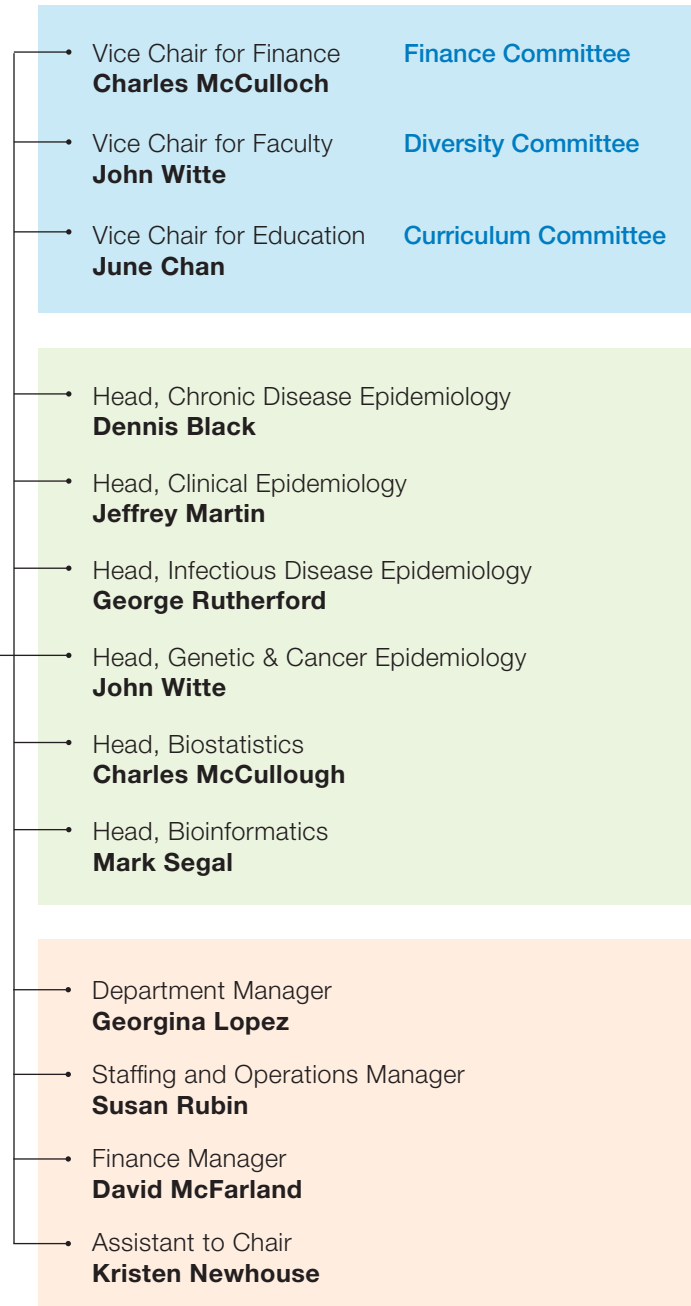 Vice Chair for Finance Finance Committee
Charles McCulloch
Vice Chair for Faculty Diversity Committee
John Witte
Vice Chair for Education Curriculum Committee
June Chan
Head, Chronic Disease Epidemiology
Dennis Black
Head, Clinical Epidemiology
Jeffrey Martin
Head, Infectious Disease Epidemiology
George Rutherford
Head, Genetic & Cancer Epidemiology
John Witte
Head, Biostatistics
Charles McCullough
Head, Bioinformatics
Mark Segal
Department Manager
Georgina Lopez
Staffing and Operations Manager
Susan Rubin
Finance Manager
David McFarland
Assistant to Chair
Kristen Newhouse